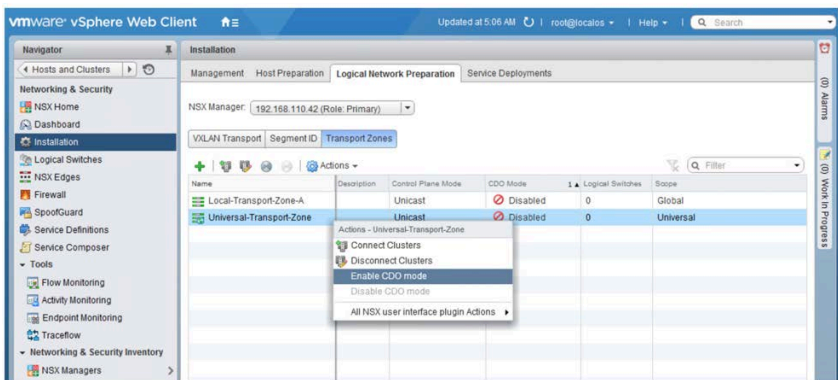 vmware® vSphere Web Client
Updated at 5:06 AM | root@localos | Help | Search
Navigator
Installation
Hosts and Clusters
Management Host Preparation Logical Network Preparation Service Deployments
Networking & Security
NSX Home
Dashboard
Installation
Logical Switches
NSX Edges
Firewall
SpoofGuard
Service Definitions
Service Composer
Tools
Flow Monitoring
Activity Monitoring
Endpoint Monitoring
Traceflow
Networking & Security Inventory
NSX Managers
NSX Manager: 192.168.110.42 (Role: Primary)
VXLAN Transport Segment ID Transport Zones
Actions
Filter
Name Description Control Plane Mode CDO Mode 1 Logical Switches Scope
Local-Transport-Zone-A Unicast Disabled 0 Global
Universal-Transport-Zone Unicast Disabled 0 Universal
Actions - Universal-Transport-Zone
Connect Clusters
Disconnect Clusters
Enable CDO mode
Disable CDO mode
All NSX user interface plugin Actions
(0) Alarms
(0) Work In Progress